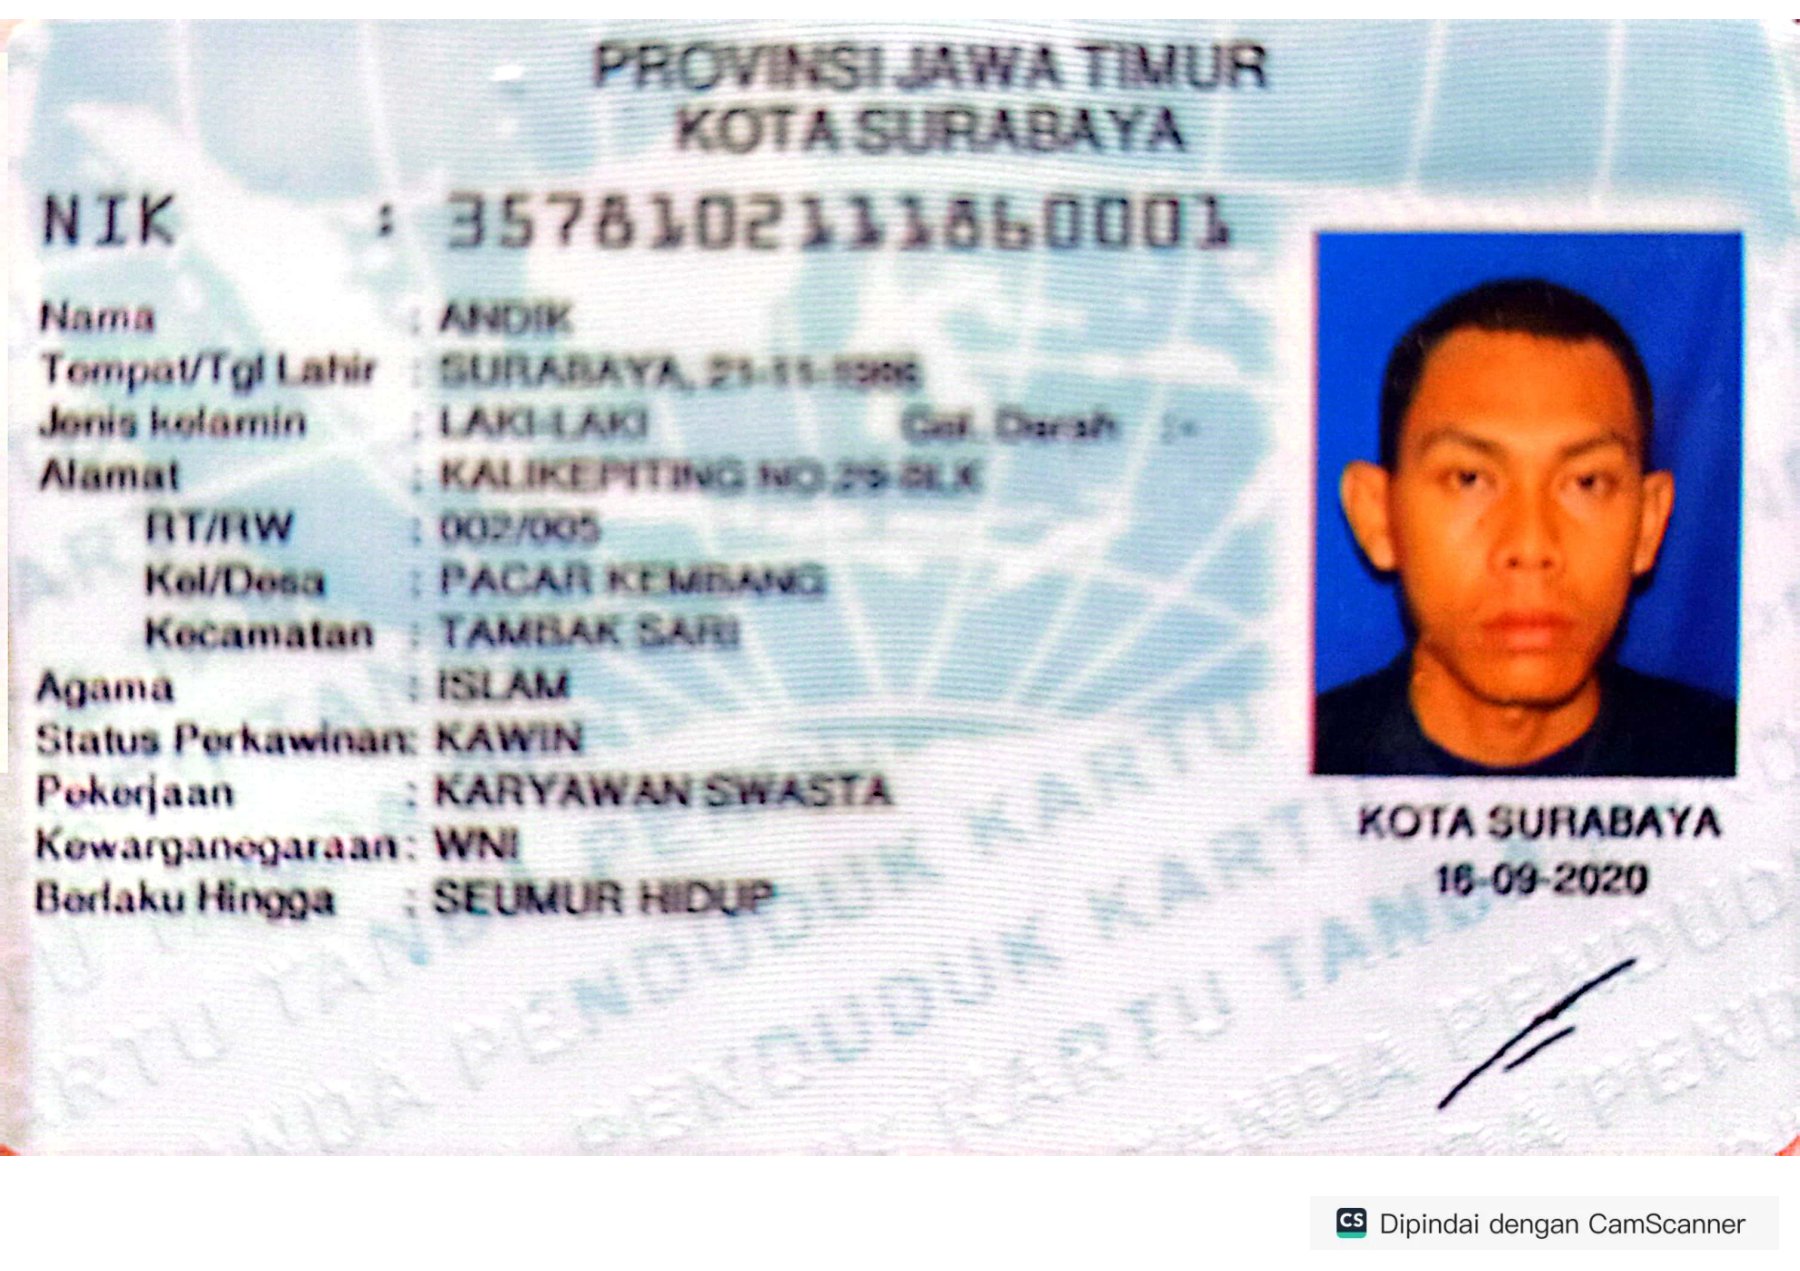 PROVINSI JAWA TIMUR
KOTA SURABAYA
NIK : 3578102111860001
Nama : ANDIK
Tempat/Tgl Lahir : SURABAYA, 21-11-1986
Jenis kelamin : LAKI-LAKI Gol. Darah : -
Alamat : KALIKEPITING NO.29-BLK
RT/RW : 002/005
Kel/Desa : PACAR KEMBANG
Kecamatan : TAMBAK SARI
Agama : ISLAM
Status Perkawinan: KAWIN
Pekerjaan : KARYAWAN SWASTA
Kewarganegaraan: WNI
Berlaku Hingga : SEUMUR HIDUP
KOTA SURABAYA
16-09-2020
CS Dipindai dengan CamScanner